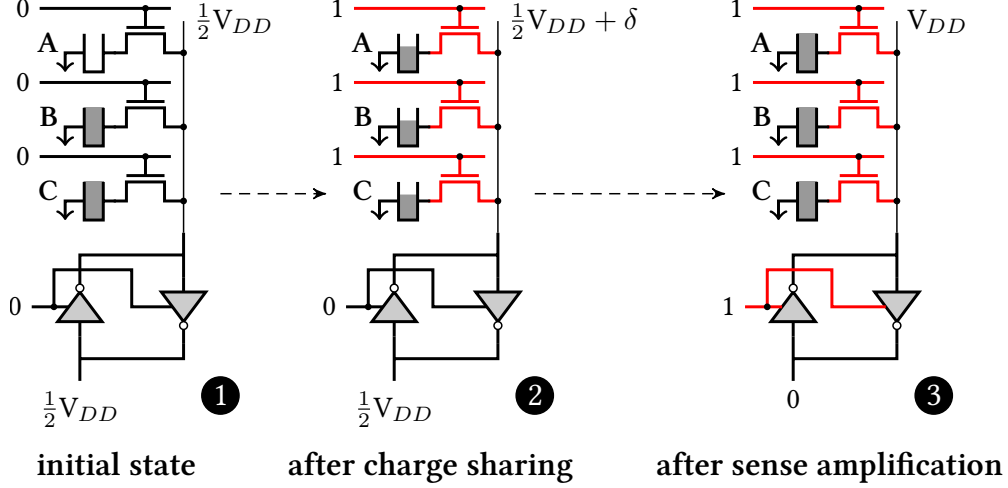 0 ½V_DD
A
0
B
0
C
0
½V_DD
1
initial state
1 ½V_DD + δ
A
1
B
1
C
0
½V_DD
2
after charge sharing
1 V_DD
A
1
B
1
C
1
0
3
after sense amplification